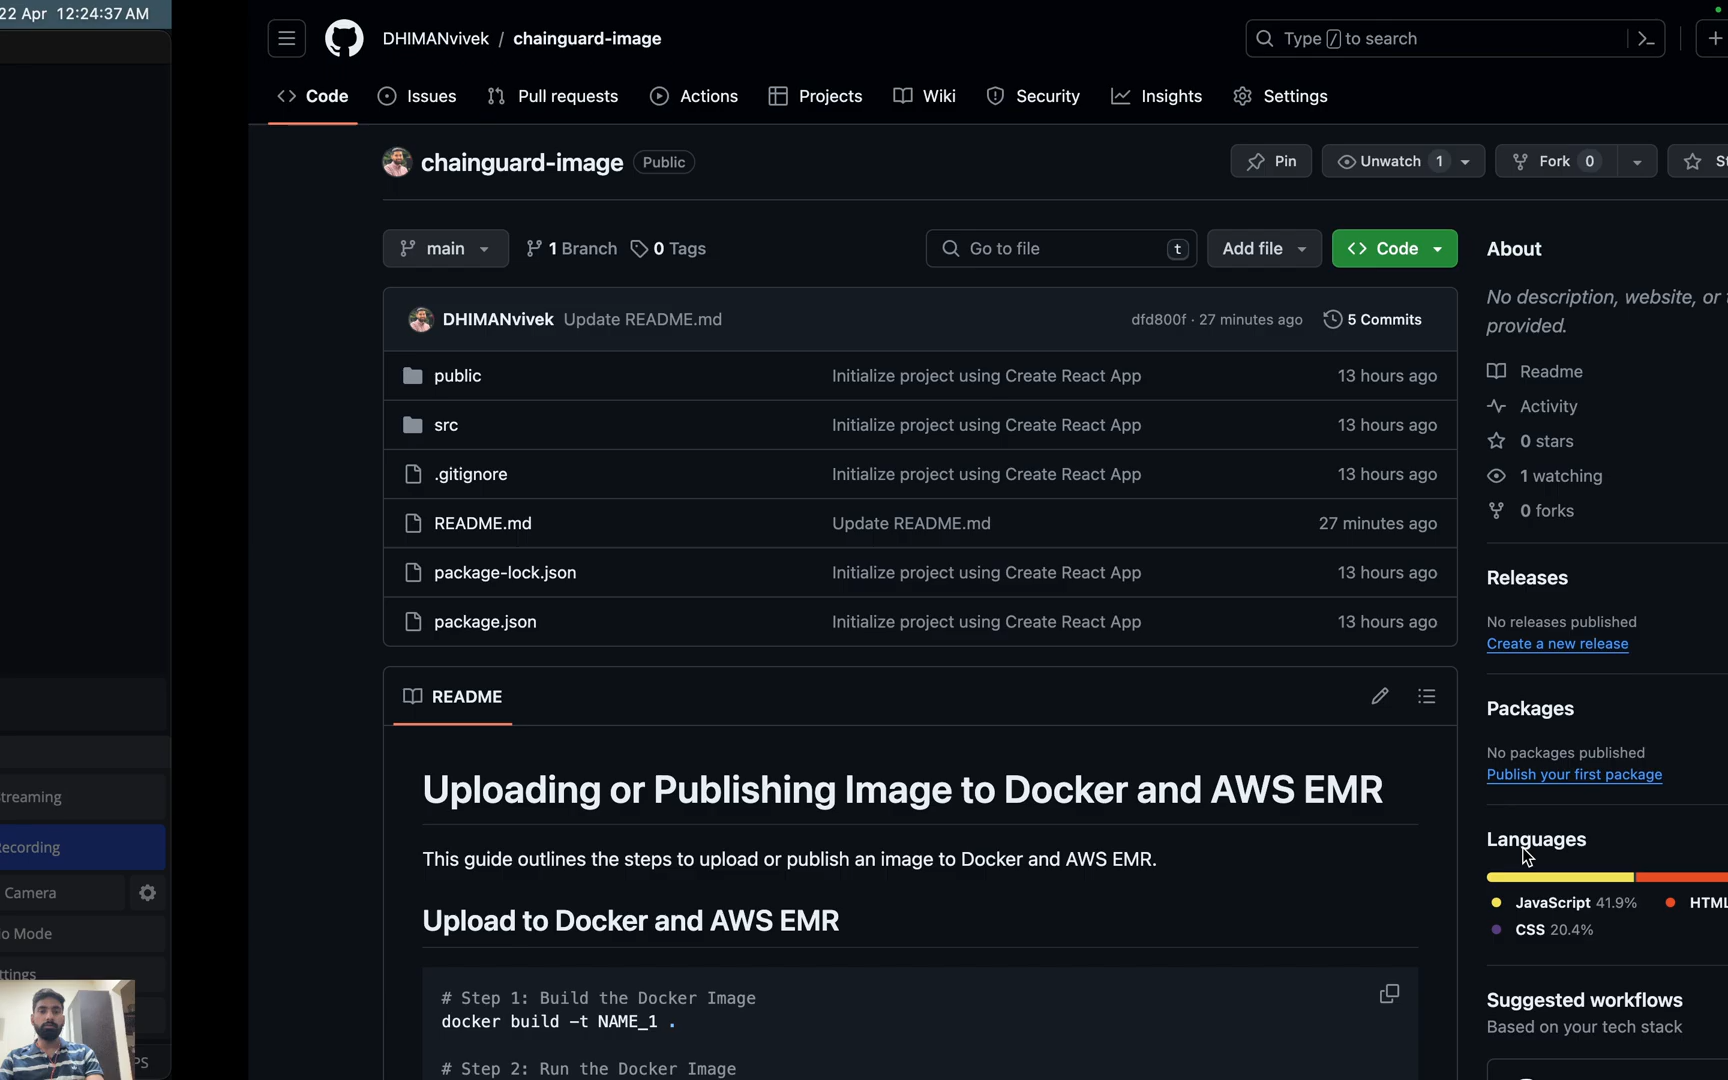 22 Apr 12:24:37 AM
DHIMANvivek / chainguard-image
Type / to search
Code Issues Pull requests Actions Projects Wiki Security Insights Settings
chainguard-image Public
Pin Unwatch 1 Fork 0
main 1 Branch 0 Tags
Go to file t Add file Code
About
No description, website, or
provided.
DHIMANvivek Update README.md dfd800f · 27 minutes ago 5 Commits
public Initialize project using Create React App 13 hours ago
src Initialize project using Create React App 13 hours ago
.gitignore Initialize project using Create React App 13 hours ago
README.md Update README.md 27 minutes ago
package-lock.json Initialize project using Create React App 13 hours ago
package.json Initialize project using Create React App 13 hours ago
Readme
Activity
0 stars
1 watching
0 forks
Releases
No releases published
Create a new release
Packages
No packages published
Publish your first package
Languages
JavaScript 41.9% HTML
CSS 20.4%
Suggested workflows
Based on your tech stack
README
Uploading or Publishing Image to Docker and AWS EMR
This guide outlines the steps to upload or publish an image to Docker and AWS EMR.
Upload to Docker and AWS EMR
# Step 1: Build the Docker Image
docker build -t NAME_1 .
# Step 2: Run the Docker Image
treaming
ecording
Camera
o Mode
ttings
PS